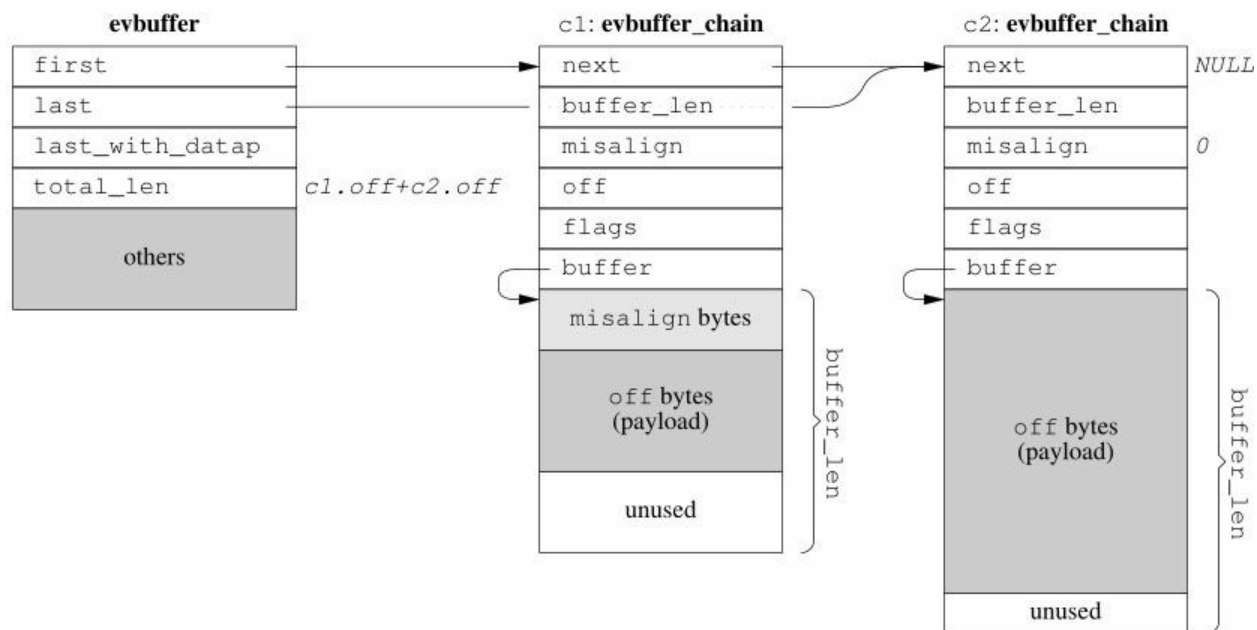 evbuffer
first
last
last_with_datap
total_len
c1.off+c2.off
others
c1: evbuffer_chain
next
buffer_len
misalign
off
flags
buffer
misalign bytes
off bytes
(payload)
unused
buffer_len
c2: evbuffer_chain
next
NULL
buffer_len
misalign
0
off
flags
buffer
off bytes
(payload)
unused
buffer_len